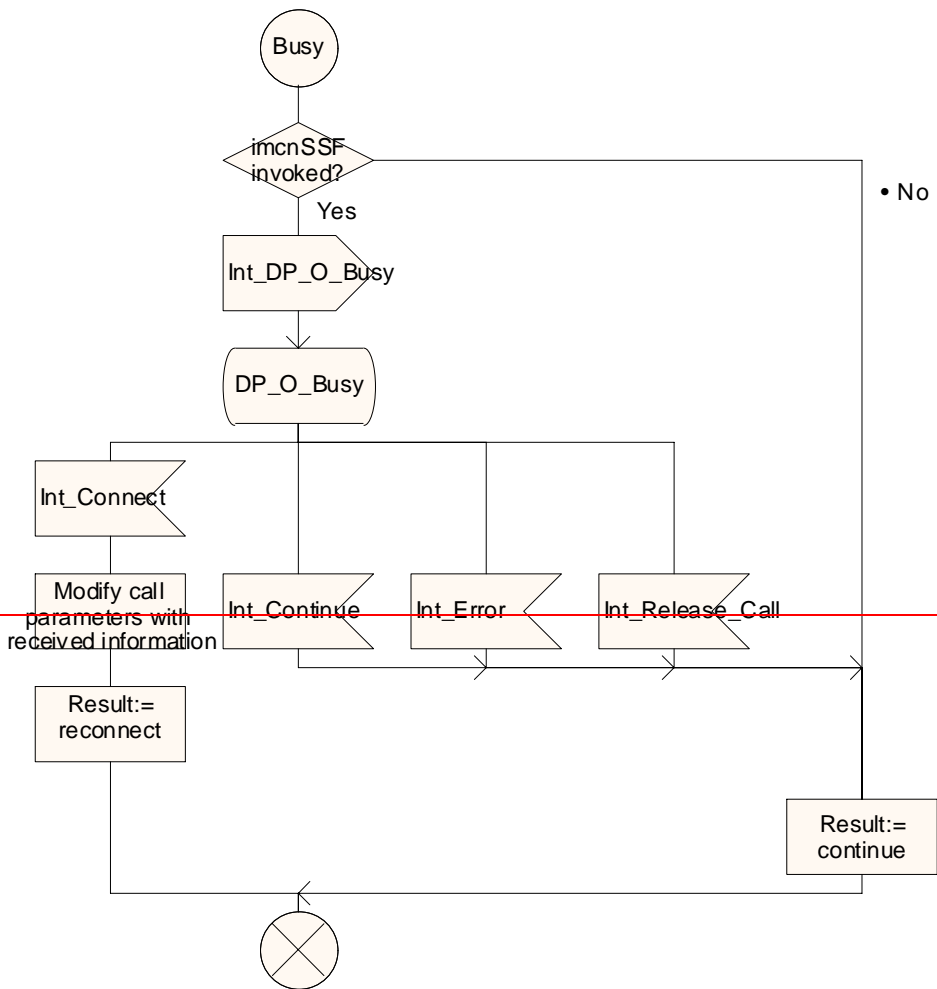 Busy
imcnSSF
invoked?
• No
Yes
Int_DP_O_Busy
DP_O_Busy
Int_Connect
Modify call
parameters with
received information
Int_Continue
Int_Error
Int_Release_Call
Result:=
reconnect
Result:=
continue